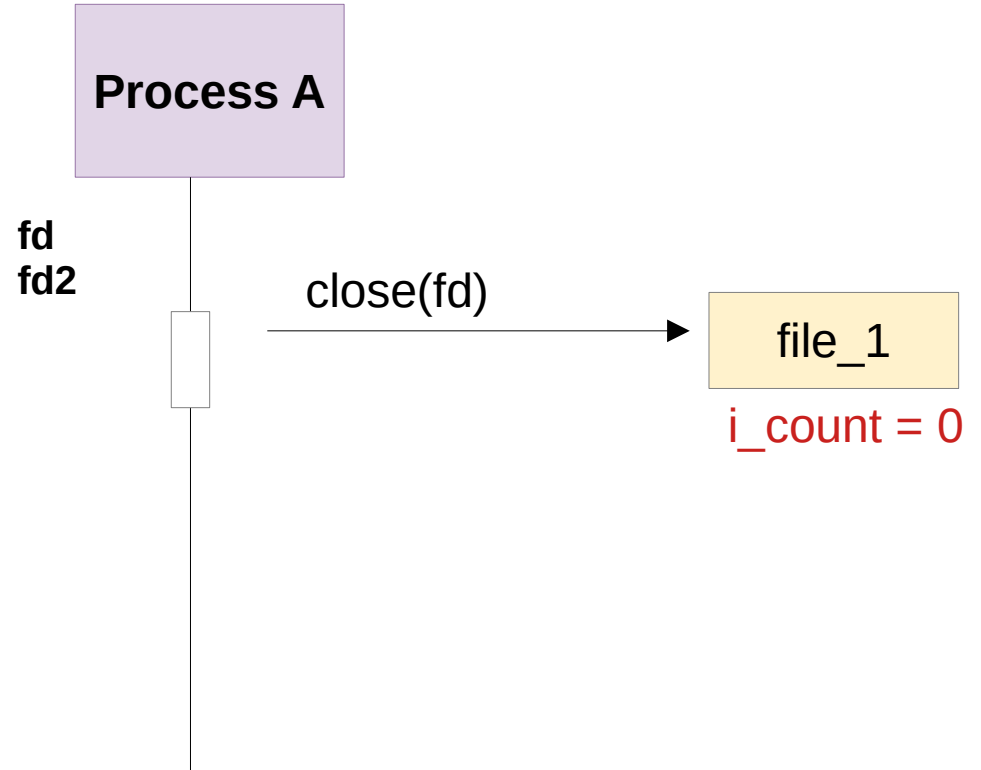 Process A
fd
fd2
close(fd)
file_1
i_count = 0